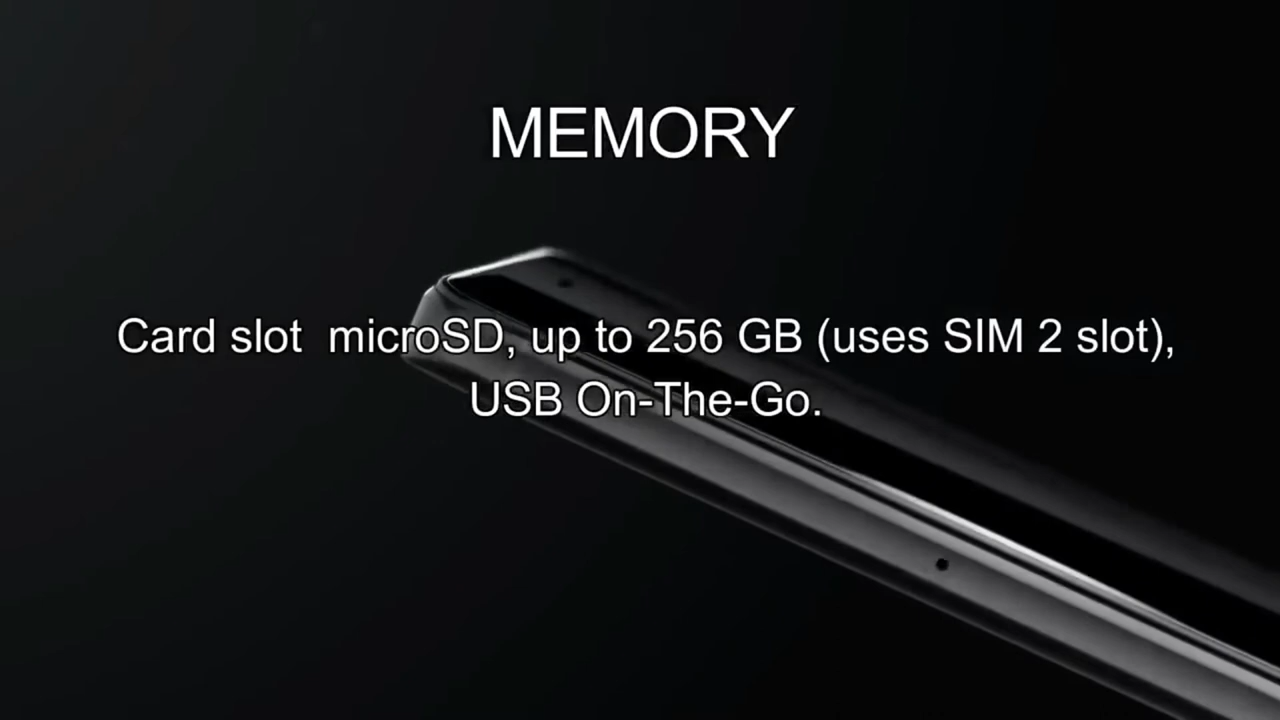 MEMORY
Card slot  microSD, up to 256 GB (uses SIM 2 slot),
USB On-The-Go.